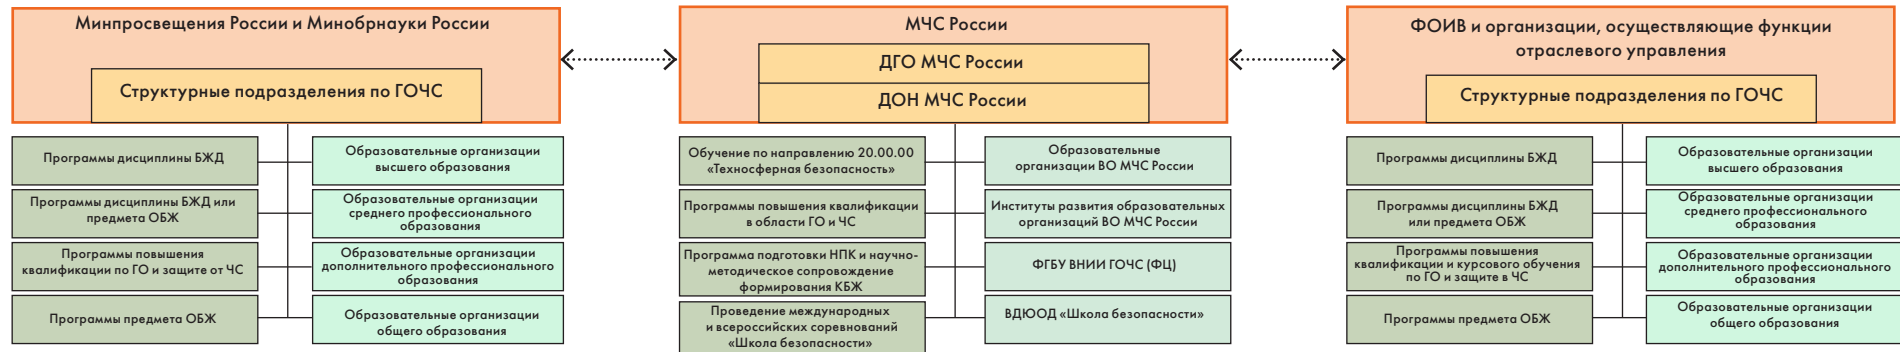 Минпросвещения России и Минобрнауки России
Структурные подразделения по ГОЧС
Программы дисциплины БЖД
Образовательные организации
высшего образования
Программы дисциплины БЖД или
предмета ОБЖ
Образовательные организации
среднего профессионального
образования
Программы повышения
квалификации по ГО и защите от ЧС
Образовательные организации
дополнительного профессионального
образования
Программы предмета ОБЖ
Образовательные организации
общего образования
МЧС России
ДГО МЧС России
ДОН МЧС России
Обучение по направлению 20.00.00
«Техносферная безопасность»
Образовательные
организации ВО МЧС России
Программы повышения квалификации
в области ГО и ЧС
Институты развития образовательных
организаций ВО МЧС России
Программа подготовки НПК и научно-
методическое сопровождение
формирования КБЖ
ФГБУ ВНИИ ГОЧС (ФЦ)
Проведение международных
и всероссийских соревнований
«Школа безопасности»
ВДЮОД «Школа безопасности»
ФОИВ и организации, осуществляющие функции
отраслевого управления
Структурные подразделения по ГОЧС
Программы дисциплины БЖД
Образовательные организации
высшего образования
Программы дисциплины БЖД
или предмета ОБЖ
Образовательные организации
среднего профессионального
образования
Программы повышения
квалификации и курсового обучения
по ГО и защите в ЧС
Образовательные организации
дополнительного профессионального
образования
Программы предмета ОБЖ
Образовательные организации
общего образования